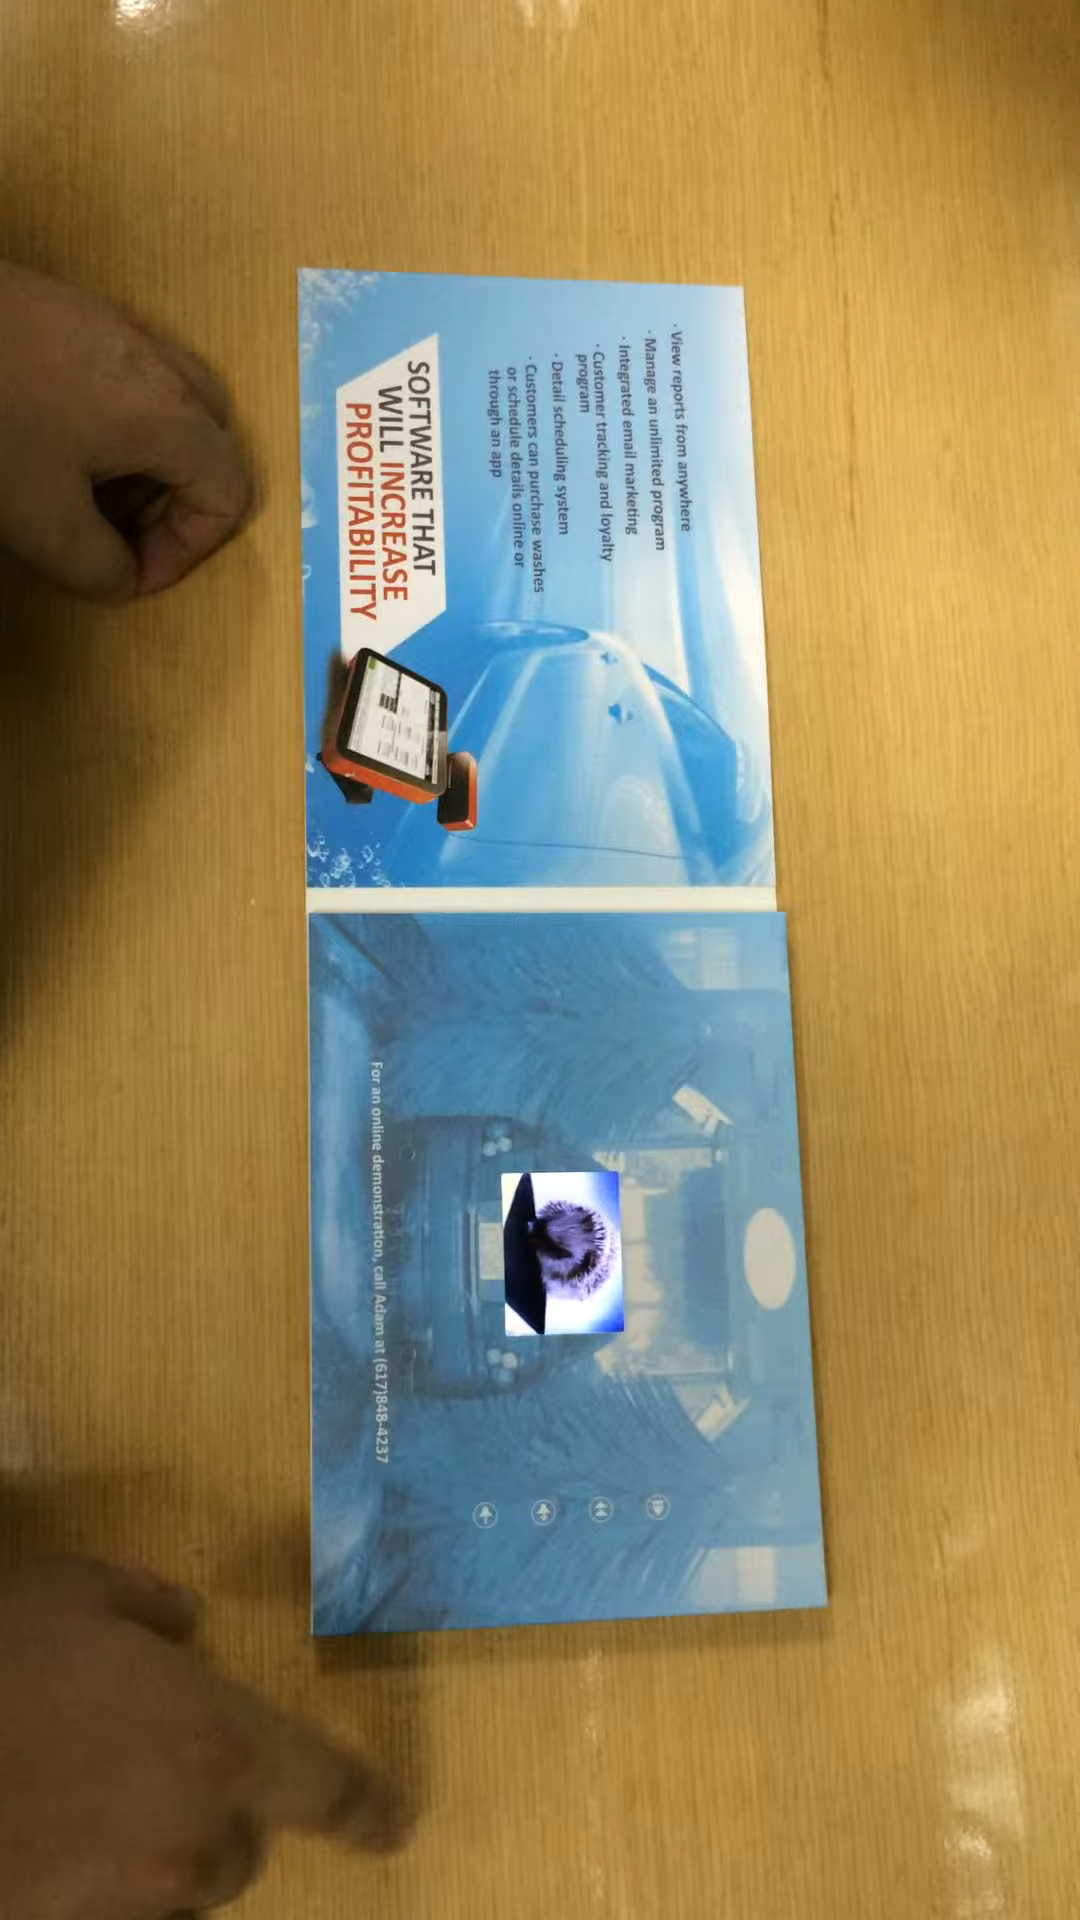 · View reports from anywhere
· Manage an unlimited program
· Integrated email marketing
· Customer tracking and loyalty
program
· Detail scheduling system
· Customers can purchase washes
or schedule details online or
through an app
SOFTWARE THAT
WILL INCREASE
PROFITABILITY
For an online demonstration, call Adam at (617)848-4237